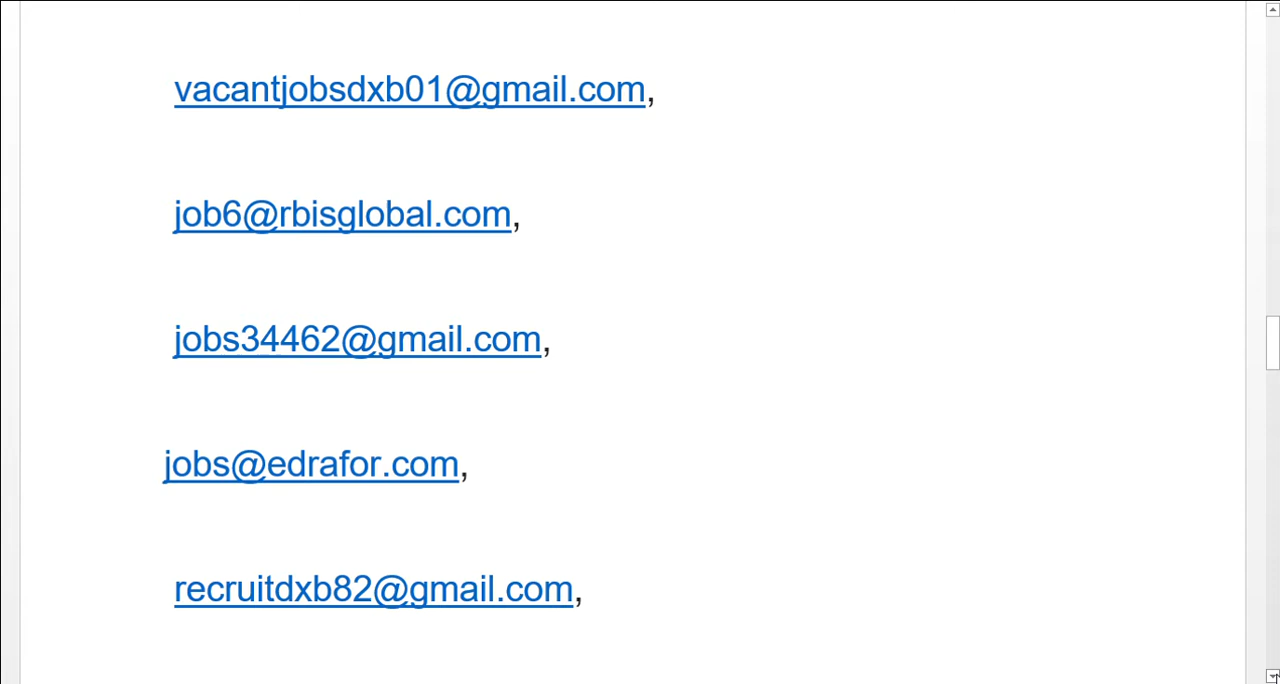 vacantjobsdxb01@gmail.com,
job6@rbisglobal.com,
jobs34462@gmail.com,
jobs@edrafor.com,
recruitdxb82@gmail.com,